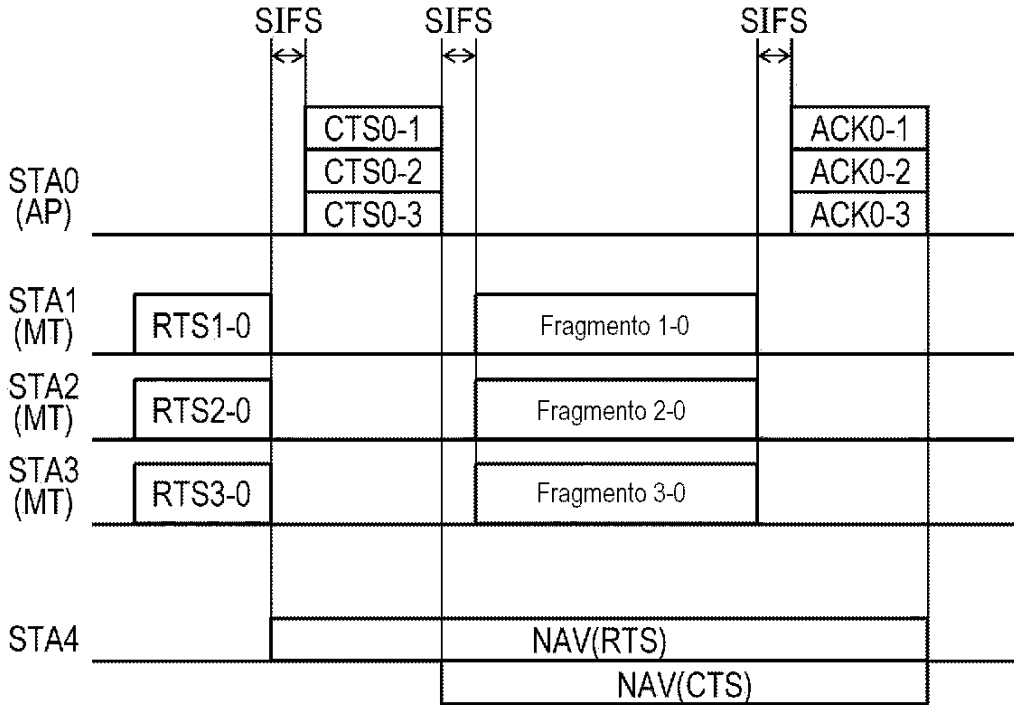 SIFS SIFS SIFS
CTS0-1 ACK0-1
CTS0-2 ACK0-2
CTS0-3 ACK0-3
STA0
(AP)
STA1
(MT)
RTS1-0 Fragmento 1-0
STA2
(MT)
RTS2-0 Fragmento 2-0
STA3
(MT)
RTS3-0 Fragmento 3-0
STA4 NAV(RTS)
NAV(CTS)